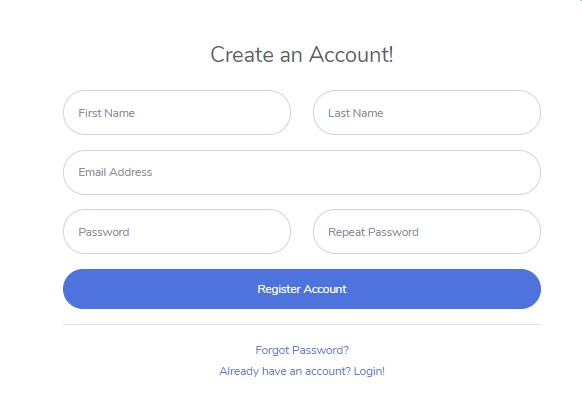 Create an Account!
First Name Last Name
Email Address
Password Repeat Password
Register Account
Forgot Password?
Already have an account? Login!